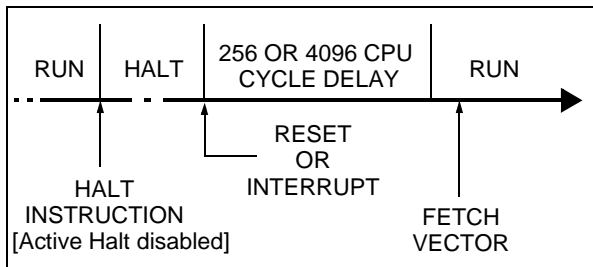 RUN
HALT
256 OR 4096 CPU
CYCLE DELAY
RUN
RESET
OR
INTERRUPT
HALT
INSTRUCTION
[Active Halt disabled]
FETCH
VECTOR